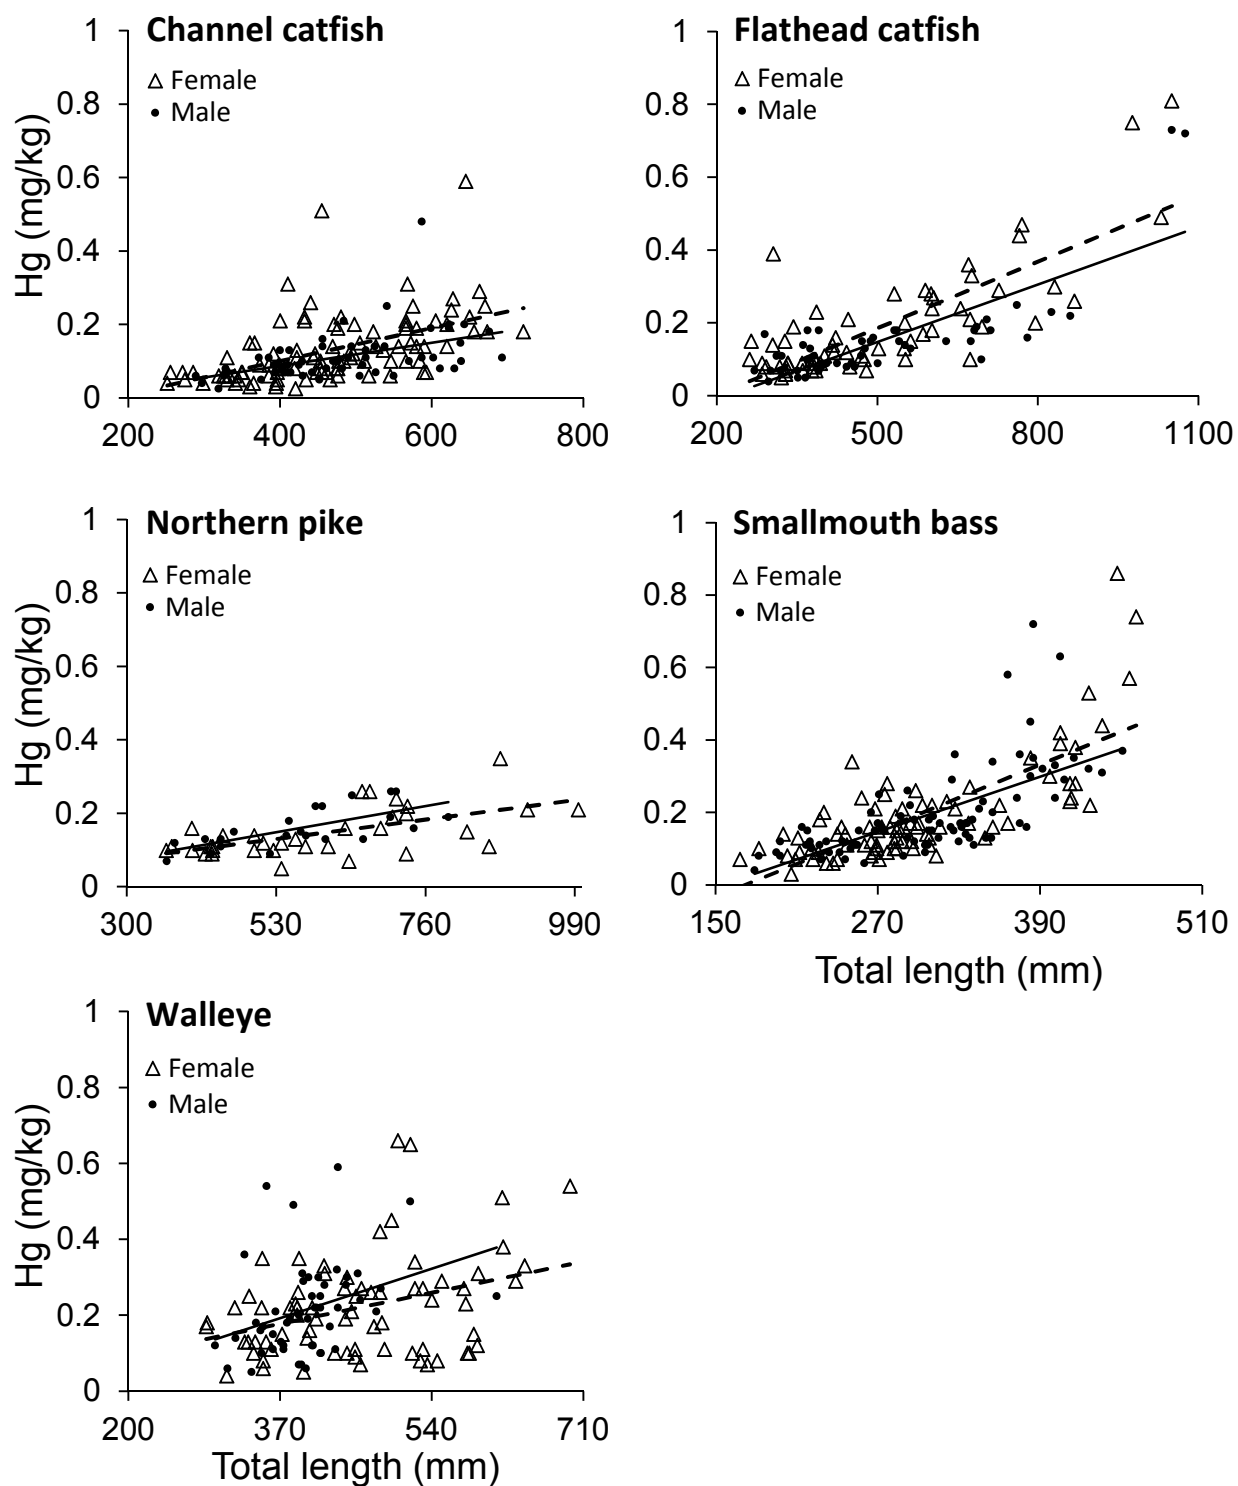 Channel catfish
Female
Male
Hg (mg/kg)
1
0.8
0.6
0.4
0.2
0
200 400 600 800
Flathead catfish
Female
Male
Hg (mg/kg)
1
0.8
0.6
0.4
0.2
0
200 500 800 1100
Northern pike
Female
Male
Hg (mg/kg)
1
0.8
0.6
0.4
0.2
0
300 530 760 990
Smallmouth bass
Female
Male
1
0.8
0.6
0.4
0.2
0
150 270 390 510
Total length (mm)
Walleye
Female
Male
Hg (mg/kg)
1
0.8
0.6
0.4
0.2
0
200 370 540 710
Total length (mm)